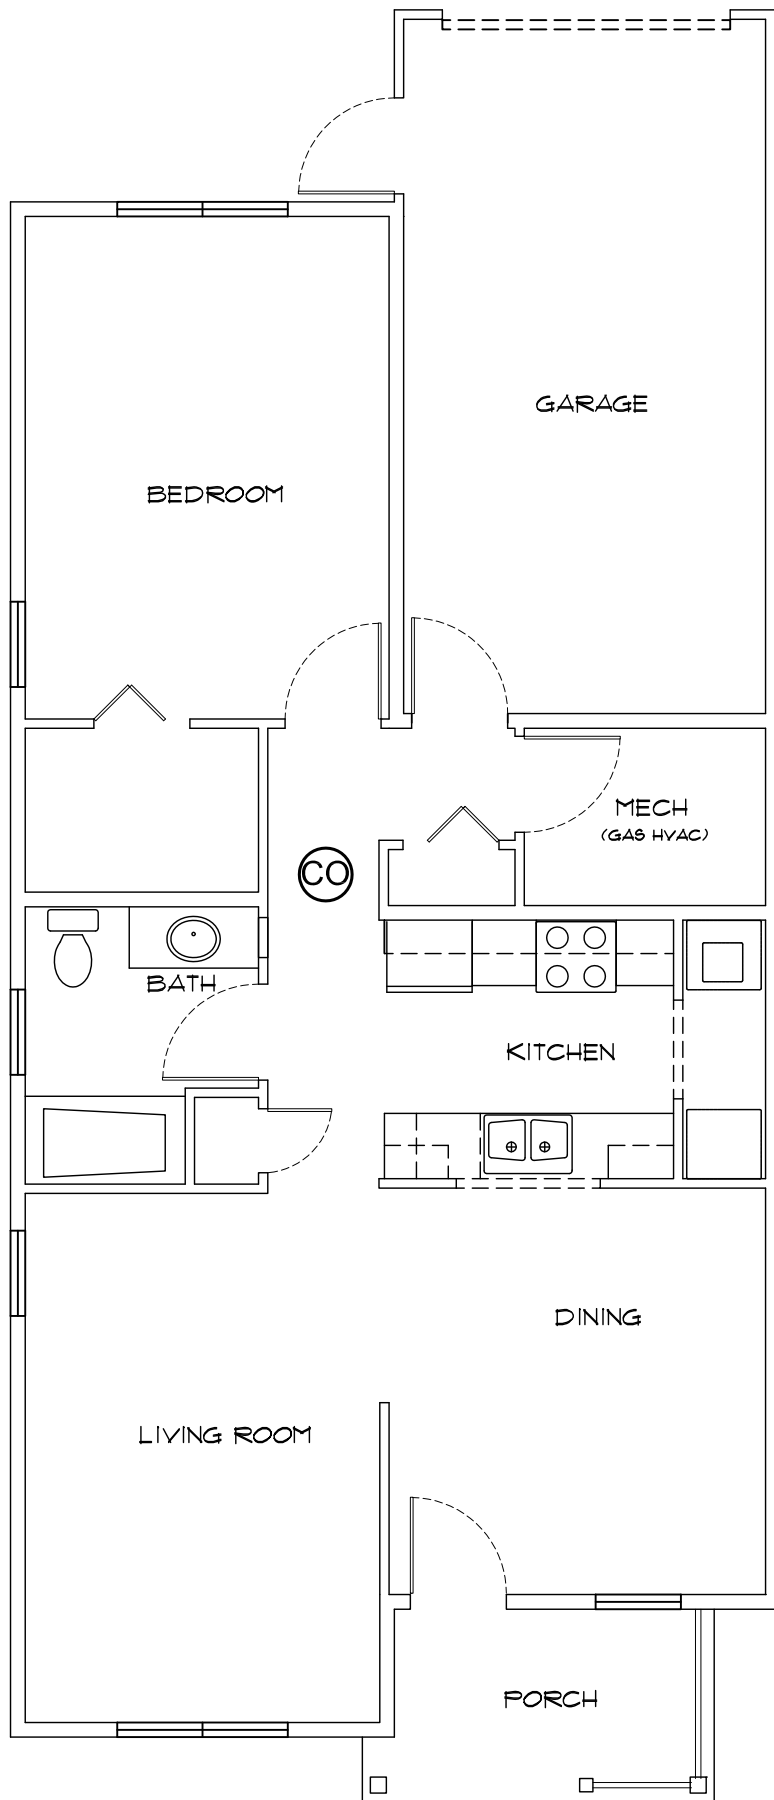 GARAGE
BEDROOM
MECH
(GAS HVAC)
CO
BATH
KITCHEN
DINING
LIVING ROOM
PORCH